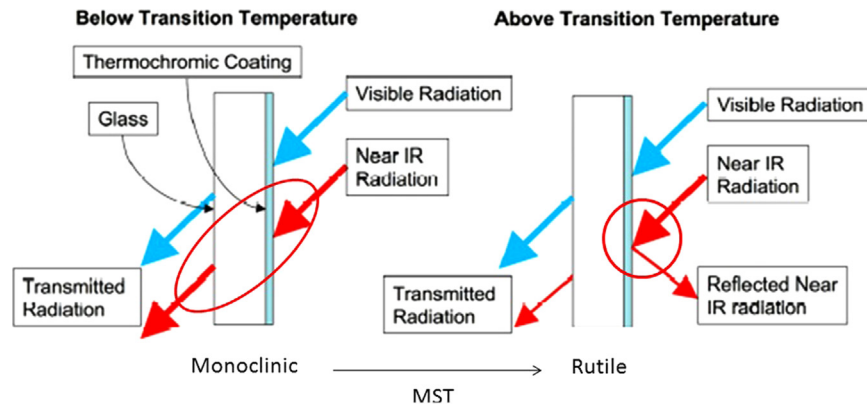 Below Transition Temperature
Above Transition Temperature
Thermochromic Coating
Glass
Visible Radiation
Near IR
Radiation
Transmitted
Radiation
Visible Radiation
Near IR
Radiation
Transmitted
Radiation
Reflected Near
IR radiation
Monoclinic
Rutile
MST